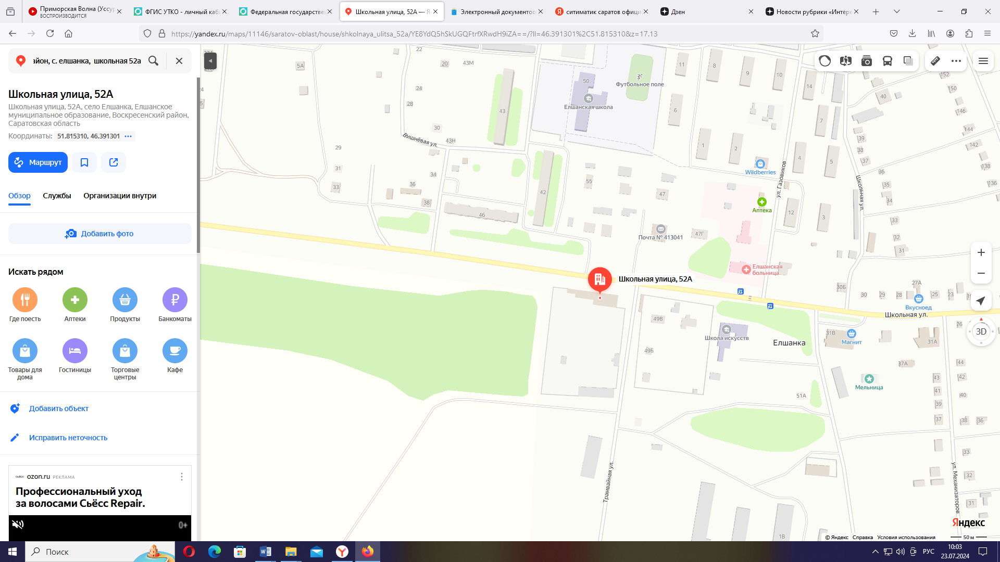 Приморская Волна (Уссур
ВОСПРОИЗВОДИТСЯ
ФГИС УТКО - личный каб
Федеральная государстве
Школьная улица, 52А — Я
Электронный документоо
ситиматик саратов офиц
Дзен
Новости рубрики «Интере
https://yandex.ru/maps/11146/saratov-oblast/house/shkolnaya_ulitsa_52a/YE8YdQ5hSkUGQFtrfXRwdH9iZA==/?ll=46.391301%2C51.815310&z=17.13
айон, с. елшанка, школьная 52а
Школьная улица, 52А
Школьная улица, 52А, село Елшанка, Елшанское
муниципальное образование, Воскресенский район,
Саратовская область
Координаты: 51.815310, 46.391301
Маршрут
Обзор
Службы
Организации внутри
Добавить фото
Искать рядом
Где поесть
Аптеки
Продукты
Банкоматы
Товары для
дома
Гостиницы
Торговые
центры
Кафе
Добавить объект
Исправить неточность
ozon.ru РЕКЛАМА
Профессиональный уход
за волосами Сьёсс Repair.
0+
22
5А
20
43М
24
28
43
30
43Н
Вишнёвая ул.
29
31
33
34
36
38
46
42
50
Елшанская школа
Футбольное поле
11
8
9
10
14
6
7
1
2
4
5
Wildberries
ул. Газовиков
55
47
12
3
Аптека
Почта № 413041
47Г
Елшанская
больница
Школьная улица, 52А
49В
49Б
Школа искусств
Елшанка
51А
Трамвайная ул.
1В
Школьная ул.
40
152
150
146
144
142
138
136
39
38
37
36
35
34
33
32
31
30Б
30
29
28
27А
25
23
Вкусноед
Школьная ул.
26
31В
Магнит
31А
37А
Мельница
44
43
42
41
40
39
37
38
36
33
32
31
ул. Механизаторов
3D
Яндекс
© Яндекс Справка Условия использования
50 м
Поиск
РУС
10:03
23.07.2024